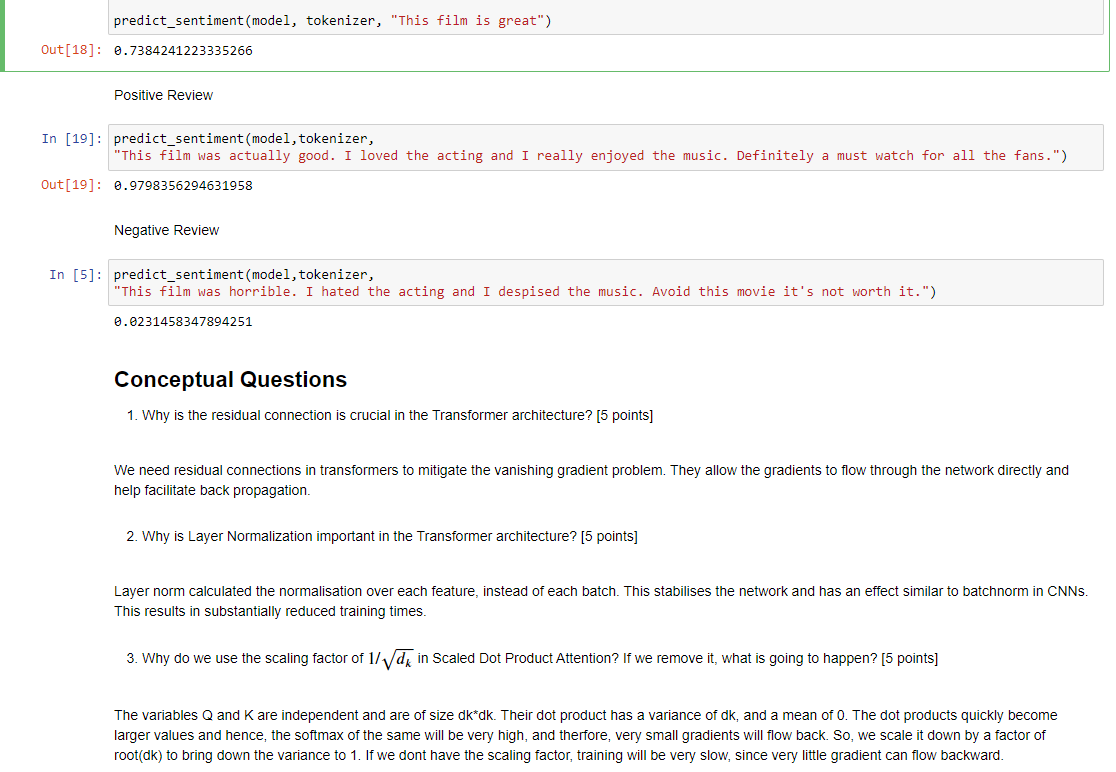 predict_sentiment(model, tokenizer, "This film is great")
Out[18]: 0.7384241223335266
Positive Review
In [19]: predict_sentiment(model,tokenizer,
"This film was actually good. I loved the acting and I really enjoyed the music. Definitely a must watch for all the fans.")
Out[19]: 0.9798356294631958
Negative Review
In [5]: predict_sentiment(model,tokenizer,
"This film was horrible. I hated the acting and I despised the music. Avoid this movie it's not worth it.")
0.0231458347894251
Conceptual Questions
1. Why is the residual connection is crucial in the Transformer architecture? [5 points]
We need residual connections in transformers to mitigate the vanishing gradient problem. They allow the gradients to flow through the network directly and
help facilitate back propagation.
2. Why is Layer Normalization important in the Transformer architecture? [5 points]
Layer norm calculated the normalisation over each feature, instead of each batch. This stabilises the network and has an effect similar to batchnorm in CNNs.
This results in substantially reduced training times.
3. Why do we use the scaling factor of 1/√dₖ in Scaled Dot Product Attention? If we remove it, what is going to happen? [5 points]
The variables Q and K are independent and are of size dk*dk. Their dot product has a variance of dk, and a mean of 0. The dot products quickly become
larger values and hence, the softmax of the same will be very high, and therfore, very small gradients will flow back. So, we scale it down by a factor of
root(dk) to bring down the variance to 1. If we dont have the scaling factor, training will be very slow, since very little gradient can flow backward.